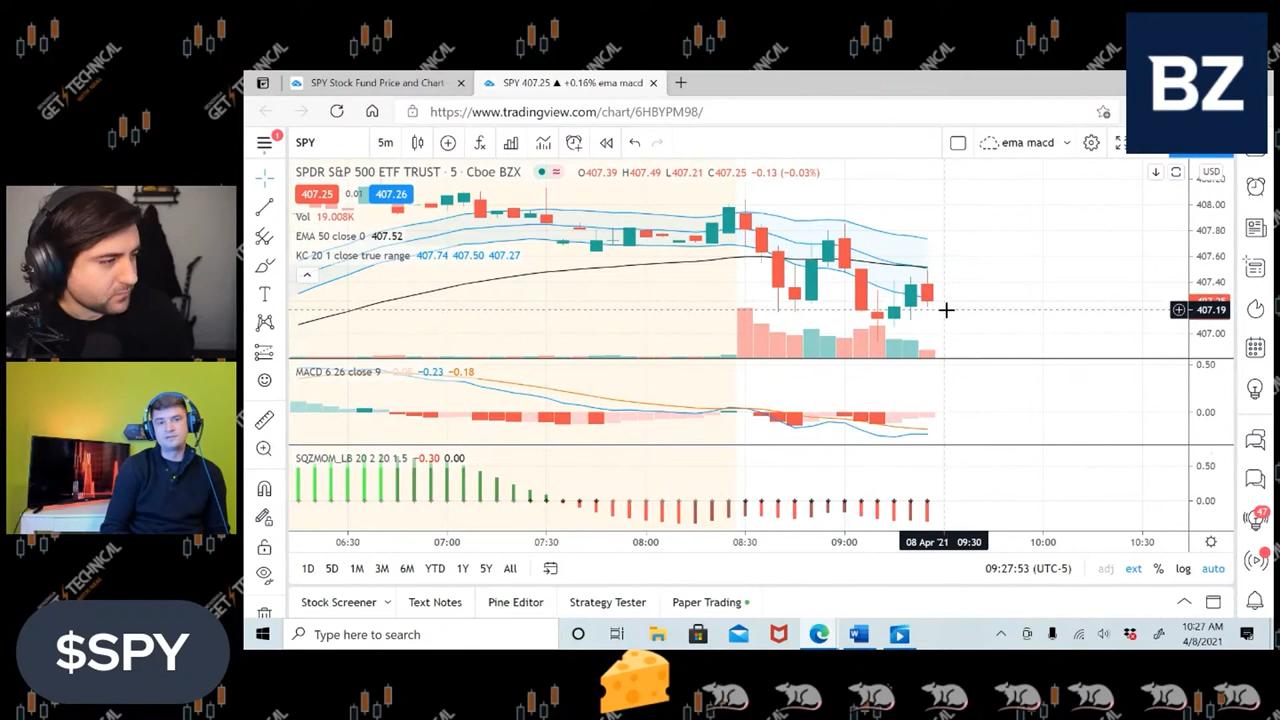 GET TECHNICAL
BZ
SPY Stock Fund Price and Chart
SPY 407.25 ▲ +0.16% ema macd
https://www.tradingview.com/chart/6HBYPM98/
1
SPY
5m
ema macd
SPDR S&P 500 ETF TRUST · 5 · Cboe BZX
O407.39 H407.49 L407.21 C407.25 -0.13 (-0.03%)
USD
407.25
0.01
407.26
Vol 19.008K
EMA 50 close 0 407.52
KC 20 1 close true range 407.74 407.50 407.27
408.00
407.80
407.60
407.40
407.19
407.00
MACD 6 26 close 9 -0.23 -0.18
0.50
0.00
SQZMOM_LB 20 2 20 1.5 -0.30 0.00
0.50
0.00
47
06:30
07:00
07:30
08:00
08:30
09:00
08 Apr '21 09:30
10:00
10:30
1D 5D 1M 3M 6M YTD 1Y 5Y All
09:27:53 (UTC-5)
adj ext % log auto
Stock Screener
Text Notes
Pine Editor
Strategy Tester
Paper Trading
Type here to search
10:27 AM
4/8/2021
$SPY